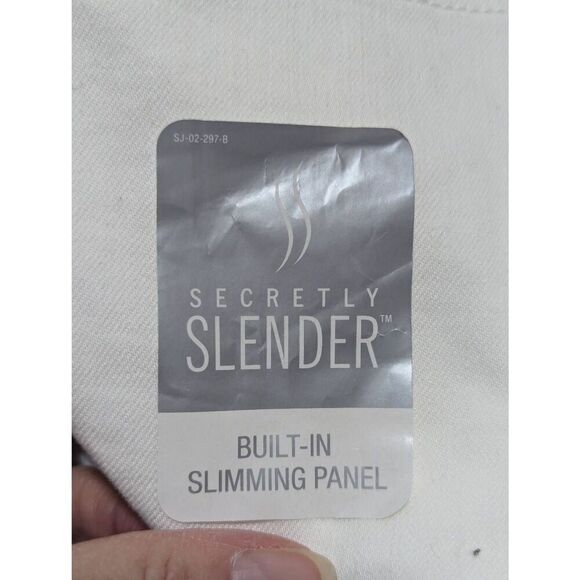 SJ-02-297-B
SECRETLY
SLENDER™
BUILT-IN
SLIMMING PANEL